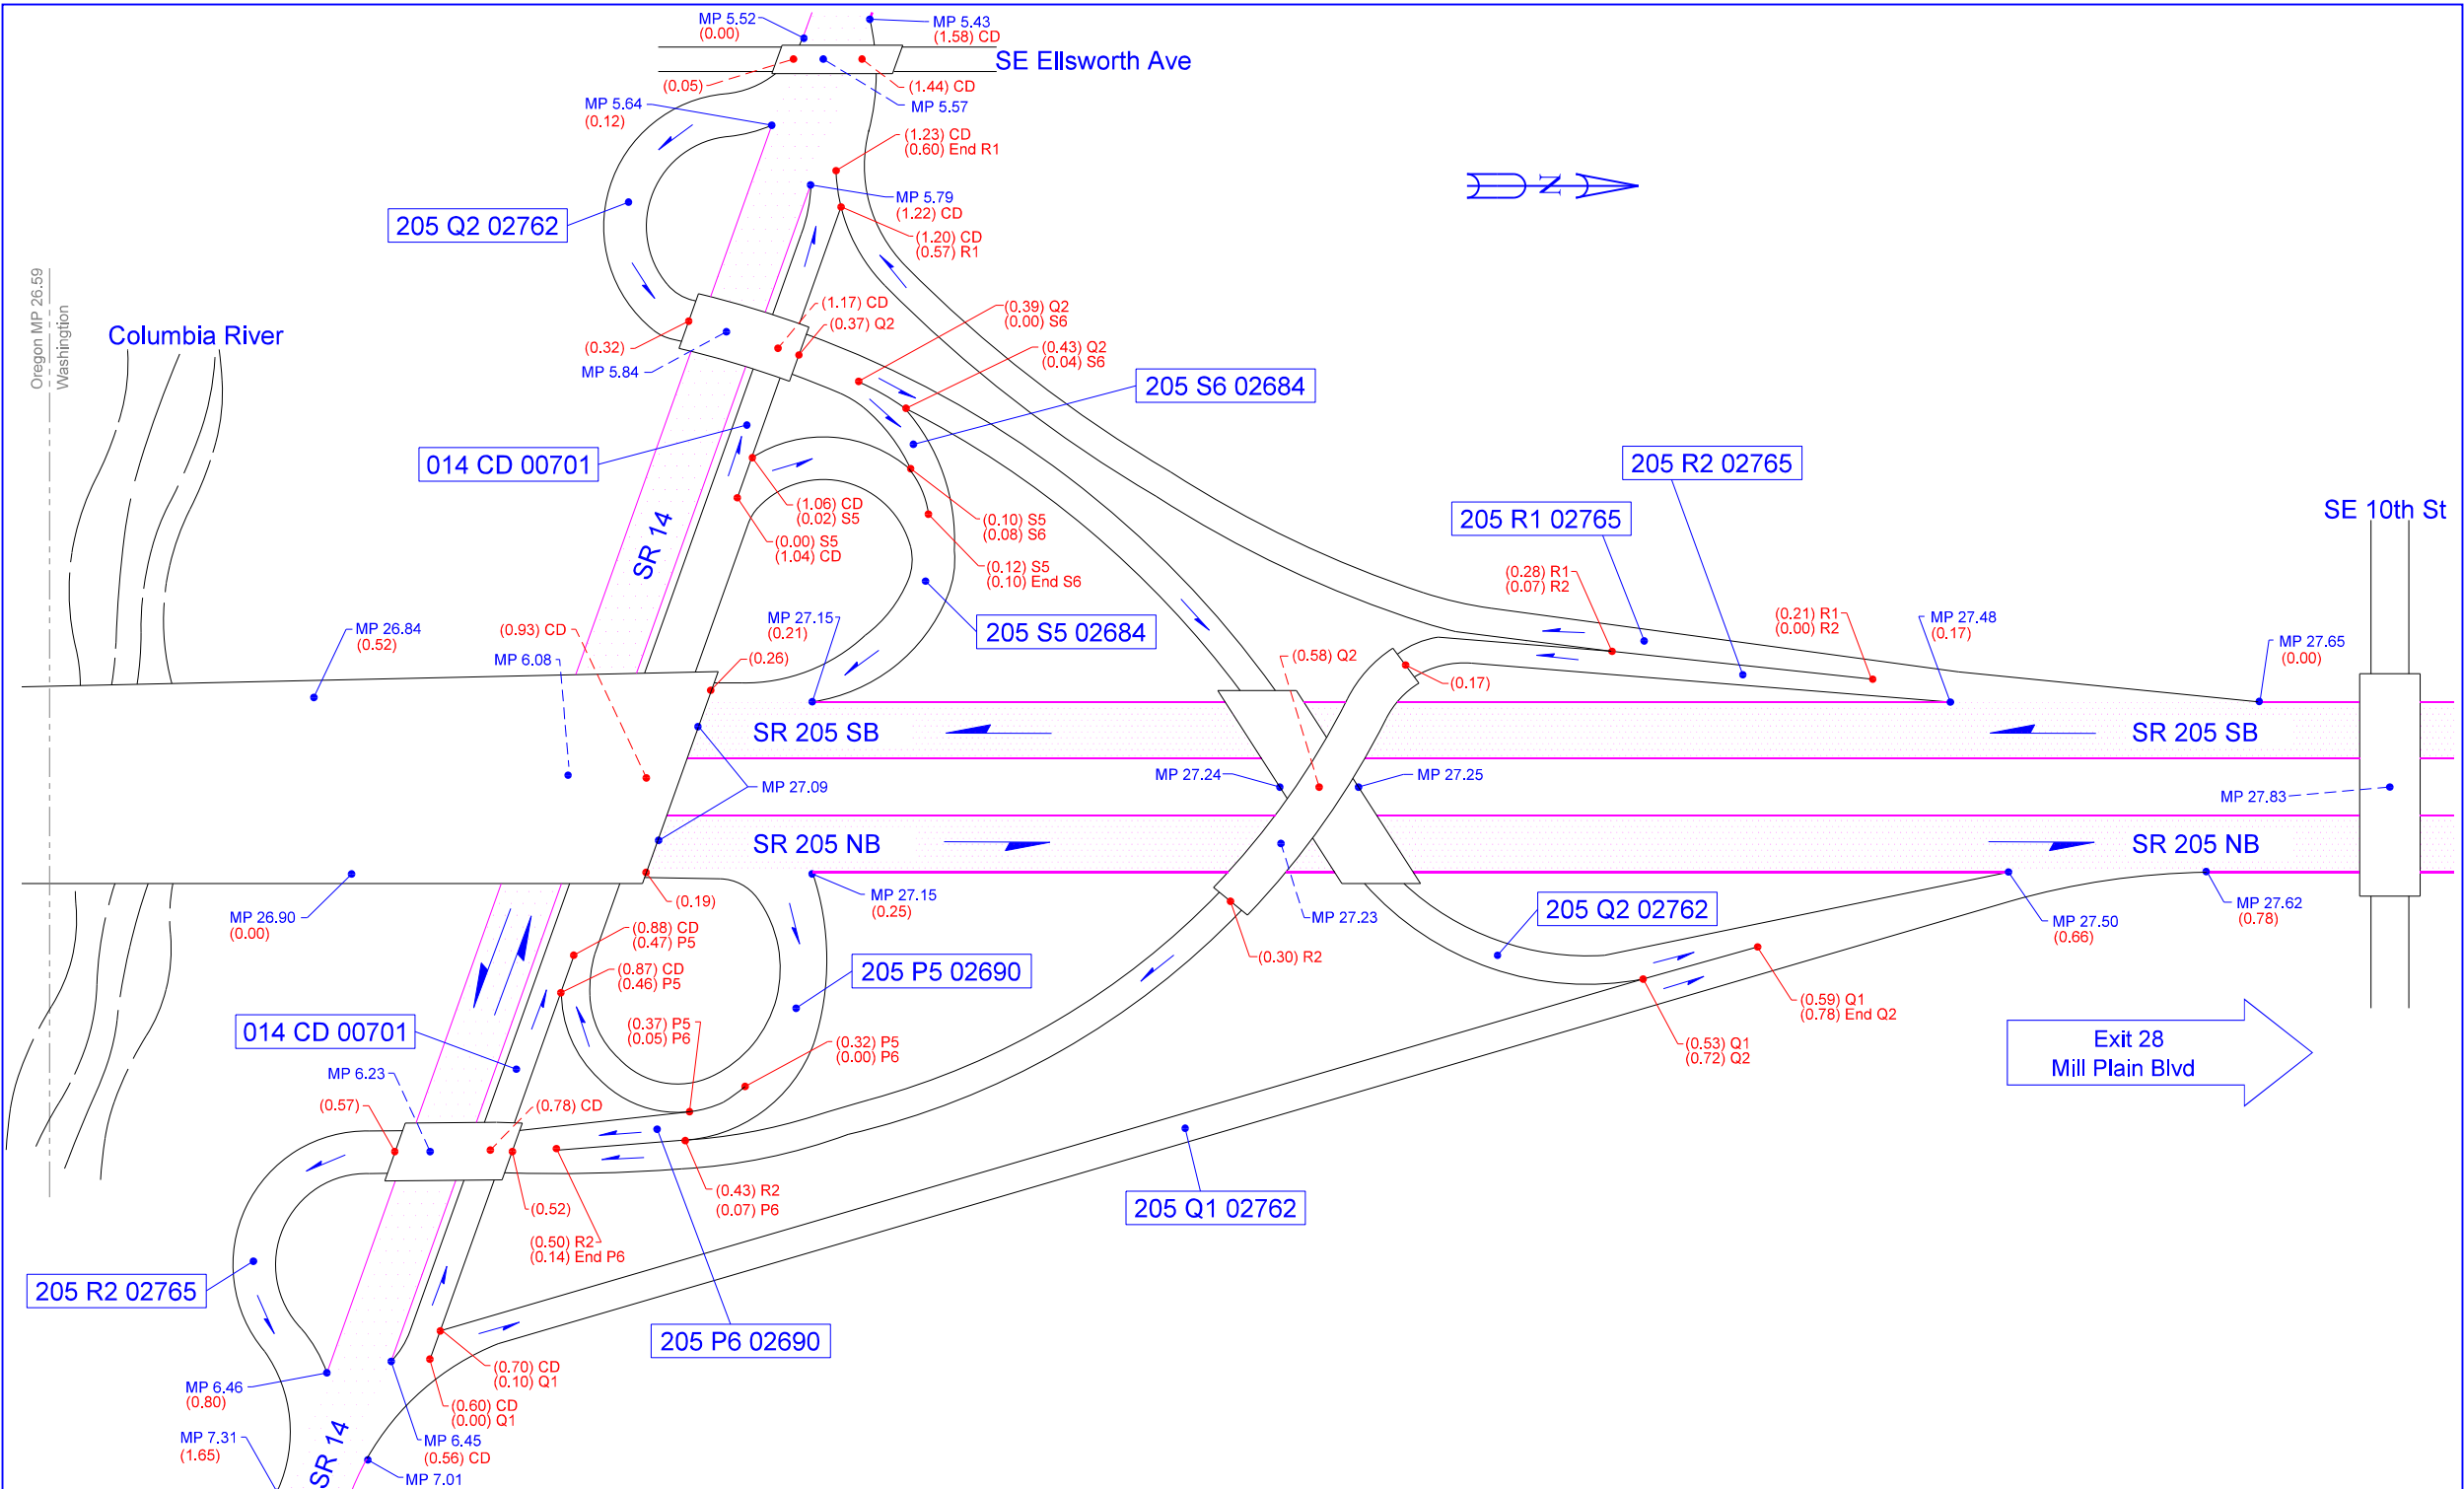 MP 5.52
(0.00)
MP 5.43
(1.58) CD
SE Ellsworth Ave
(0.05)
(1.44) CD
MP 5.57
MP 5.64
(0.12)
(1.23) CD
(0.60) End R1
MP 5.79
(1.22) CD
(1.20) CD
(0.57) R1
N
205 Q2 02762
Oregon MP 26.59
Washington
Columbia River
(1.17) CD
(0.37) Q2
(0.32)
MP 5.84
(0.39) Q2
(0.00) S6
(0.43) Q2
(0.04) S6
205 S6 02684
014 CD 00701
205 R2 02765
205 R1 02765
SE 10th St
SR 14
(1.06) CD
(0.02) S5
(0.00) S5
(1.04) CD
(0.10) S5
(0.08) S6
(0.12) S5
(0.10) End S6
(0.28) R1
(0.07) R2
(0.21) R1
(0.00) R2
MP 27.48
(0.17)
MP 27.65
(0.00)
MP 26.84
(0.52)
(0.93) CD
MP 6.08
MP 27.15
(0.21)
205 S5 02684
(0.26)
(0.58) Q2
(0.17)
SR 205 SB
SR 205 SB
MP 27.09
MP 27.24
MP 27.25
MP 27.83
SR 205 NB
SR 205 NB
MP 26.90
(0.00)
(0.19)
MP 27.15
(0.25)
MP 27.23
205 Q2 02762
MP 27.50
(0.66)
MP 27.62
(0.78)
(0.88) CD
(0.47) P5
(0.87) CD
(0.46) P5
205 P5 02690
(0.30) R2
(0.59) Q1
(0.78) End Q2
014 CD 00701
(0.37) P5
(0.05) P6
(0.32) P5
(0.00) P6
(0.53) Q1
(0.72) Q2
Exit 28
Mill Plain Blvd
MP 6.23
(0.57)
(0.78) CD
(0.52)
(0.43) R2
(0.07) P6
(0.50) R2
(0.14) End P6
205 Q1 02762
205 R2 02765
205 P6 02690
(0.70) CD
(0.10) Q1
MP 6.46
(0.80)
(0.60) CD
(0.00) Q1
MP 7.31
(1.65)
MP 6.45
(0.56) CD
SR 14
MP 7.01